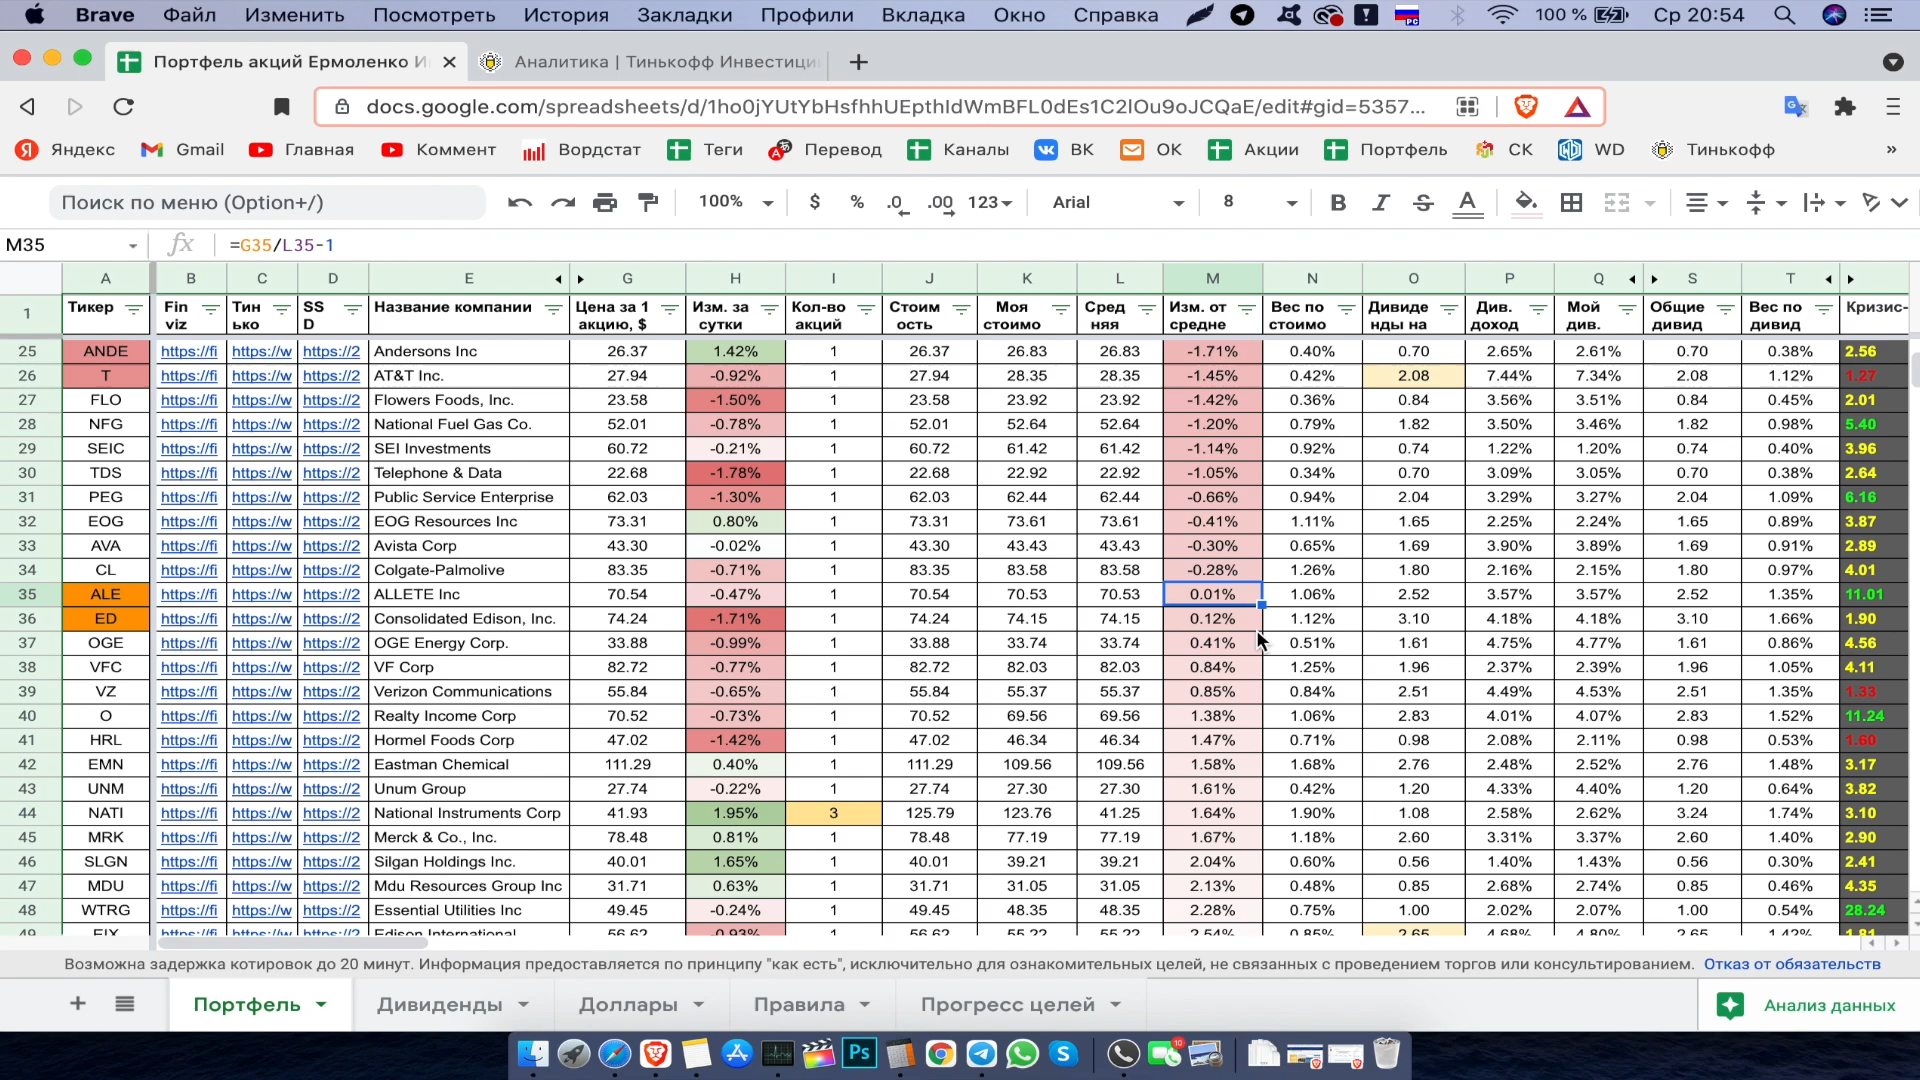 Brave Файл Изменить Посмотреть История Закладки Профили Вкладка Окно Справка 100 % Ср 20:54
Портфель акций Ермоленко И Аналитика | Тинькофф Инвестици
docs.google.com/spreadsheets/d/1ho0jYUtYbHsfhhUEpthIdWmBFL0dEs1C2lOu9oJCQaE/edit#gid=5357...
Яндекс Gmail Главная Коммент Вордстат Теги Перевод Каналы ВК ОК Акции Портфель СК WD Тинькофф »
Поиск по меню (Option+/) 100% $ % .0 .00 123 Arial 8 B I S A
M35 fx =G35/L35-1
A B C D E G H I J K L M N O P Q S T
1 Тикер Fin viz Тин ько SS D Название компании Цена за 1 акцию, $ Изм. за сутки Кол-во акций Стоим ость Моя стоимо Сред няя Изм. от средне Вес по стоимо Дивиде нды на Див. доход Мой див. Общие дивид Вес по дивид Кризис-
25 ANDE https://fi https://w https://2 Andersons Inc 26.37 1.42% 1 26.37 26.83 26.83 -1.71% 0.40% 0.70 2.65% 2.61% 0.70 0.38% 2.56
26 T https://fi https://w https://2 AT&T Inc. 27.94 -0.92% 1 27.94 28.35 28.35 -1.45% 0.42% 2.08 7.44% 7.34% 2.08 1.12% 1.27
27 FLO https://fi https://w https://2 Flowers Foods, Inc. 23.58 -1.50% 1 23.58 23.92 23.92 -1.42% 0.36% 0.84 3.56% 3.51% 0.84 0.45% 2.01
28 NFG https://fi https://w https://2 National Fuel Gas Co. 52.01 -0.78% 1 52.01 52.64 52.64 -1.20% 0.79% 1.82 3.50% 3.46% 1.82 0.98% 5.40
29 SEIC https://fi https://w https://2 SEI Investments 60.72 -0.21% 1 60.72 61.42 61.42 -1.14% 0.92% 0.74 1.22% 1.20% 0.74 0.40% 3.96
30 TDS https://fi https://w https://2 Telephone & Data 22.68 -1.78% 1 22.68 22.92 22.92 -1.05% 0.34% 0.70 3.09% 3.05% 0.70 0.38% 2.64
31 PEG https://fi https://w https://2 Public Service Enterprise 62.03 -1.30% 1 62.03 62.44 62.44 -0.66% 0.94% 2.04 3.29% 3.27% 2.04 1.09% 6.16
32 EOG https://fi https://w https://2 EOG Resources Inc 73.31 0.80% 1 73.31 73.61 73.61 -0.41% 1.11% 1.65 2.25% 2.24% 1.65 0.89% 3.87
33 AVA https://fi https://w https://2 Avista Corp 43.30 -0.02% 1 43.30 43.43 43.43 -0.30% 0.65% 1.69 3.90% 3.89% 1.69 0.91% 2.89
34 CL https://fi https://w https://2 Colgate-Palmolive 83.35 -0.71% 1 83.35 83.58 83.58 -0.28% 1.26% 1.80 2.16% 2.15% 1.80 0.97% 4.01
35 ALE https://fi https://w https://2 ALLETE Inc 70.54 -0.47% 1 70.54 70.53 70.53 0.01% 1.06% 2.52 3.57% 3.57% 2.52 1.35% 11.01
36 ED https://fi https://w https://2 Consolidated Edison, Inc. 74.24 -1.71% 1 74.24 74.15 74.15 0.12% 1.12% 3.10 4.18% 4.18% 3.10 1.66% 1.90
37 OGE https://fi https://w https://2 OGE Energy Corp. 33.88 -0.99% 1 33.88 33.74 33.74 0.41% 0.51% 1.61 4.75% 4.77% 1.61 0.86% 4.56
38 VFC https://fi https://w https://2 VF Corp 82.72 -0.77% 1 82.72 82.03 82.03 0.84% 1.25% 1.96 2.37% 2.39% 1.96 1.05% 4.11
39 VZ https://fi https://w https://2 Verizon Communications 55.84 -0.65% 1 55.84 55.37 55.37 0.85% 0.84% 2.51 4.49% 4.53% 2.51 1.35% 1.33
40 O https://fi https://w https://2 Realty Income Corp 70.52 -0.73% 1 70.52 69.56 69.56 1.38% 1.06% 2.83 4.01% 4.07% 2.83 1.52% 11.24
41 HRL https://fi https://w https://2 Hormel Foods Corp 47.02 -1.42% 1 47.02 46.34 46.34 1.47% 0.71% 0.98 2.08% 2.11% 0.98 0.53% 1.60
42 EMN https://fi https://w https://2 Eastman Chemical 111.29 0.40% 1 111.29 109.56 109.56 1.58% 1.68% 2.76 2.48% 2.52% 2.76 1.48% 3.17
43 UNM https://fi https://w https://2 Unum Group 27.74 -0.22% 1 27.74 27.30 27.30 1.61% 0.42% 1.20 4.33% 4.40% 1.20 0.64% 3.82
44 NATI https://fi https://w https://2 National Instruments Corp 41.93 1.95% 3 125.79 123.76 41.25 1.64% 1.90% 1.08 2.58% 2.62% 3.24 1.74% 3.10
45 MRK https://fi https://w https://2 Merck & Co., Inc. 78.48 0.81% 1 78.48 77.19 77.19 1.67% 1.18% 2.60 3.31% 3.37% 2.60 1.40% 2.90
46 SLGN https://fi https://w https://2 Silgan Holdings Inc. 40.01 1.65% 1 40.01 39.21 39.21 2.04% 0.60% 0.56 1.40% 1.43% 0.56 0.30% 2.41
47 MDU https://fi https://w https://2 Mdu Resources Group Inc 31.71 0.63% 1 31.71 31.05 31.05 2.13% 0.48% 0.85 2.68% 2.74% 0.85 0.46% 4.35
48 WTRG https://fi https://w https://2 Essential Utilities Inc 49.45 -0.24% 1 49.45 48.35 48.35 2.28% 0.75% 1.00 2.02% 2.07% 1.00 0.54% 28.24
49 EIX https://fi https://w https://2 Edison International 56.62 -0.93% 1 56.62 55.22 55.22 2.54% 0.85% 2.65 4.68% 4.80% 2.65 1.42% 1.81
Возможна задержка котировок до 20 минут. Информация предоставляется по принципу "как есть", исключительно для ознакомительных целей, не связанных с проведением торгов или консультированием. Отказ от обязательств
Портфель Дивиденды Доллары Правила Прогресс целей Анализ данных
Ps 10